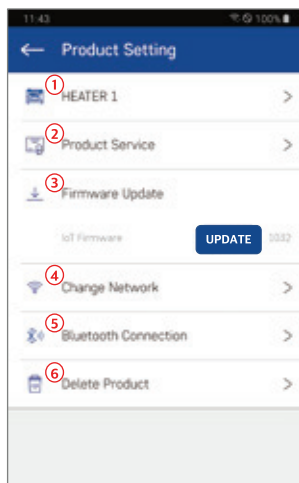 11:43 100%
← Product Setting
① HEATER 1 >
② Product Service >
③ Firmware Update
IoT Firmware UPDATE
④ Change Network >
⑤ Bluetooth Connection >
⑥ Delete Product >